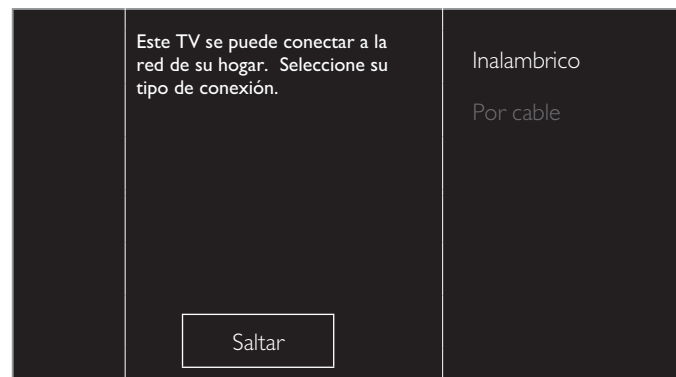 Este TV se puede conectar a la
red de su hogar. Seleccione su
tipo de conexión.
Inalambrico
Por cable
Saltar